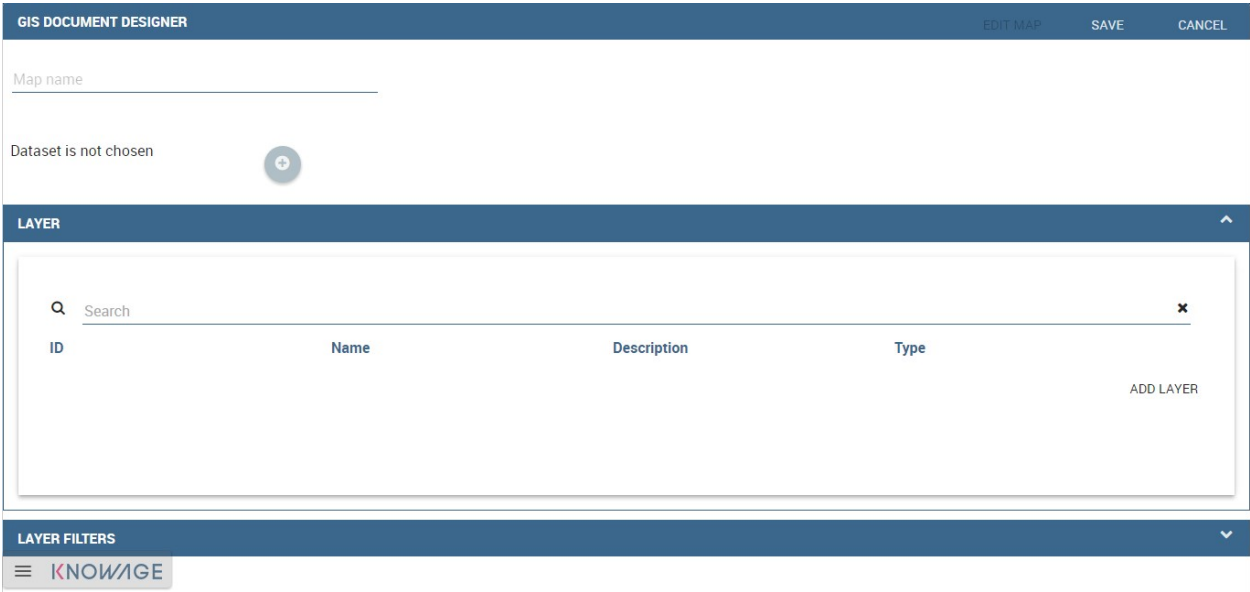 GIS DOCUMENT DESIGNER EDIT MAP SAVE CANCEL
Map name
Dataset is not chosen
LAYER
Search
ID Name Description Type
ADD LAYER
LAYER FILTERS
KNOWAGE